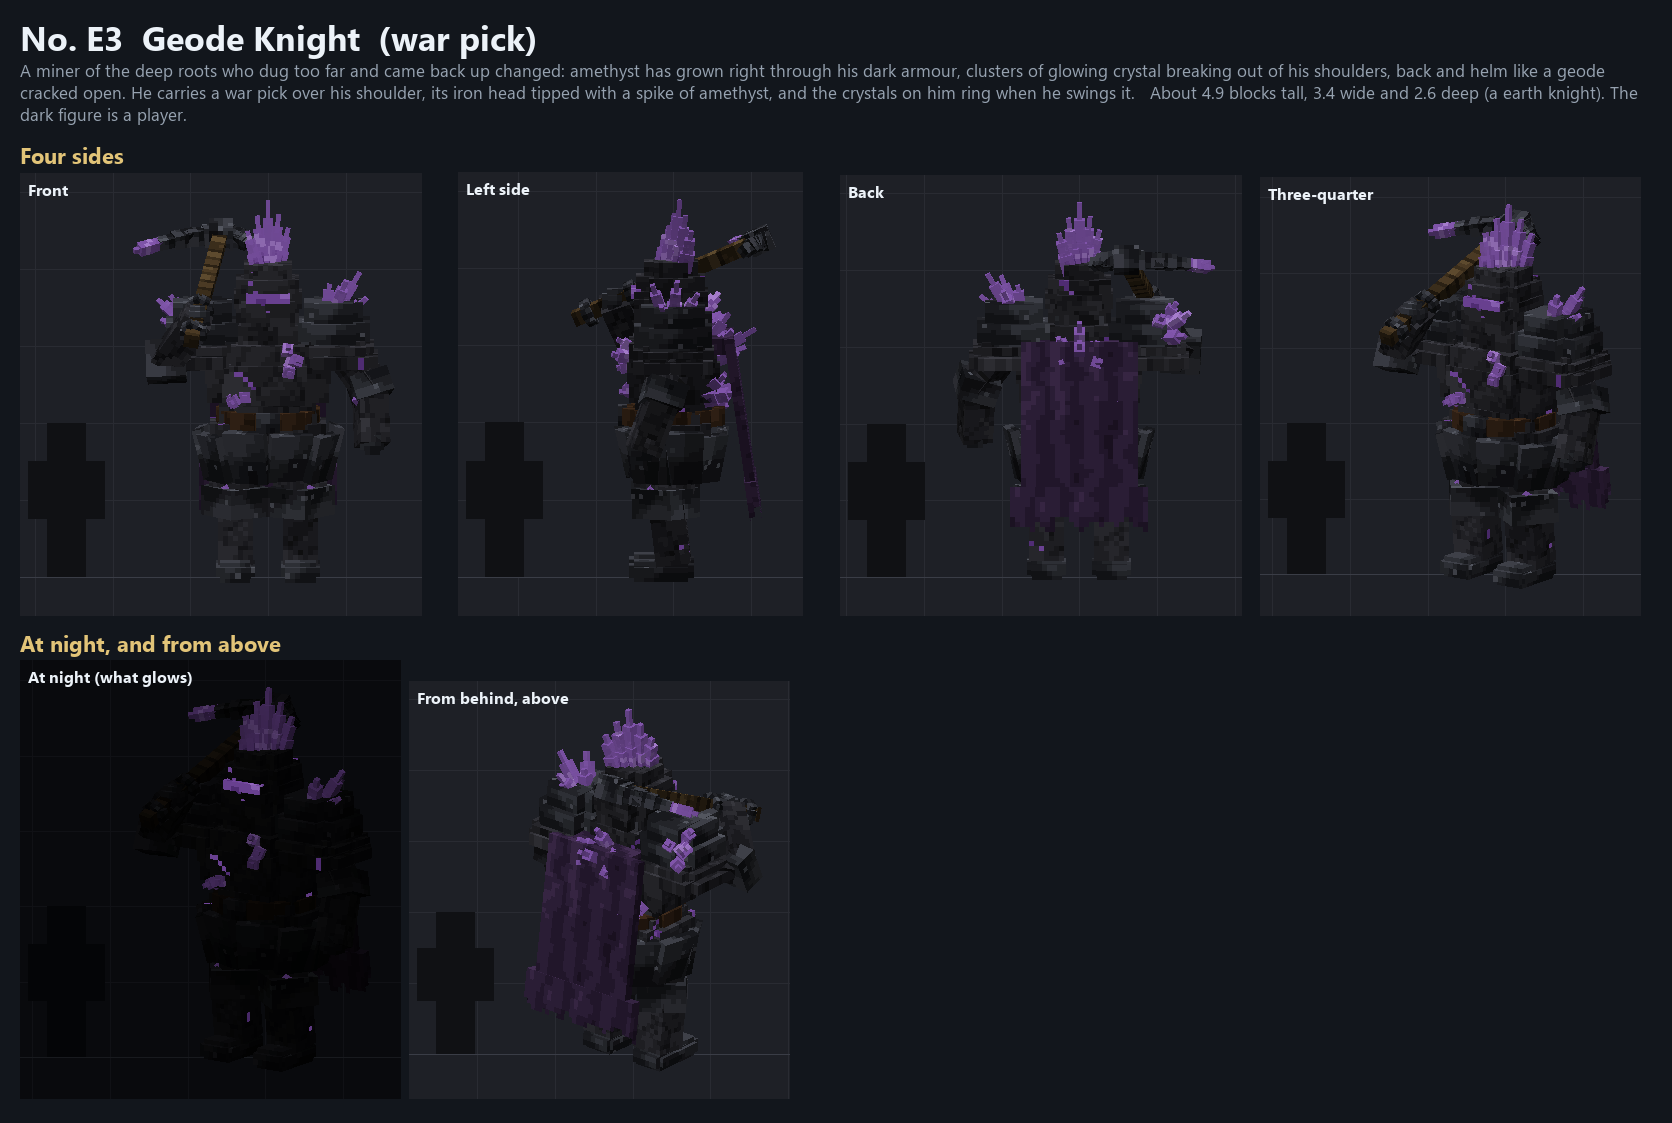 No. E3  Geode Knight  (war pick)
A miner of the deep roots who dug too far and came back up changed: amethyst has grown right through his dark armour, clusters of glowing crystal breaking out of his shoulders, back and helm like a geode
cracked open. He carries a war pick over his shoulder, its iron head tipped with a spike of amethyst, and the crystals on him ring when he swings it.   About 4.9 blocks tall, 3.4 wide and 2.6 deep (a earth knight). The
dark figure is a player.
Four sides
Front
Left side
Back
Three-quarter
At night, and from above
At night (what glows)
From behind, above